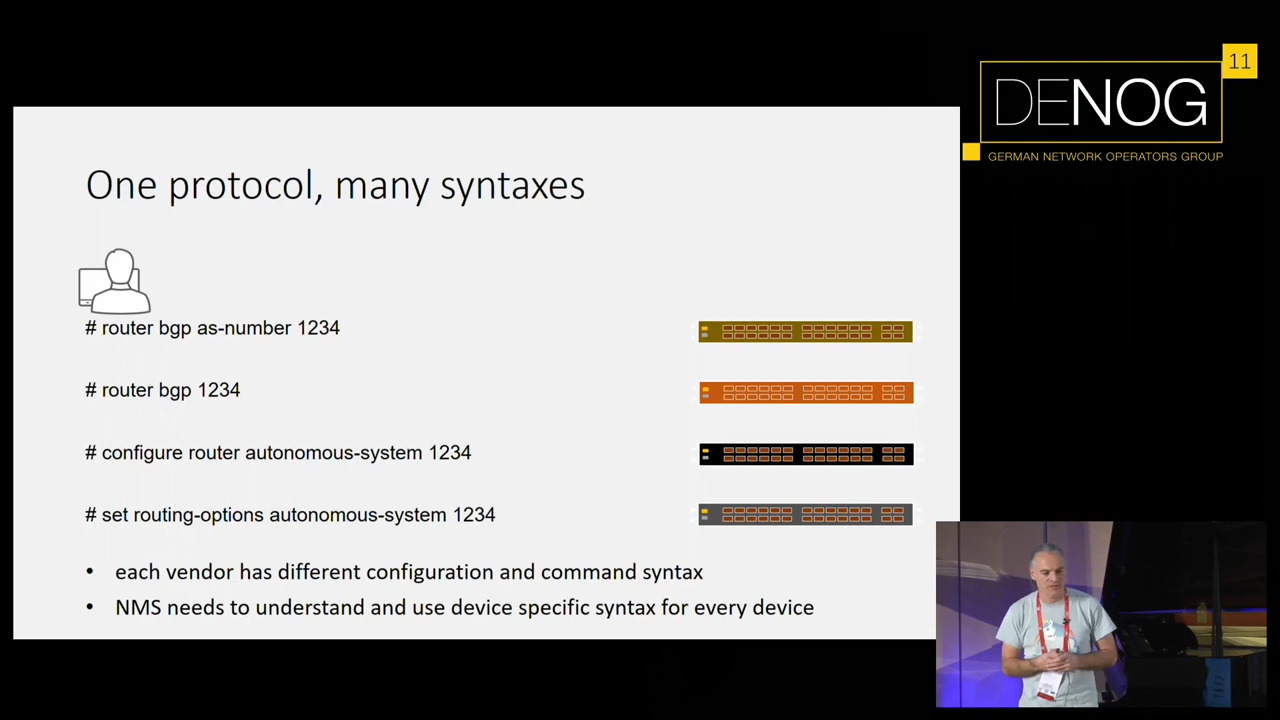 11
DENOG
GERMAN NETWORK OPERATORS GROUP
One protocol, many syntaxes
# router bgp as-number 1234
# router bgp 1234
# configure router autonomous-system 1234
# set routing-options autonomous-system 1234
• each vendor has different configuration and command syntax
• NMS needs to understand and use device specific syntax for every device